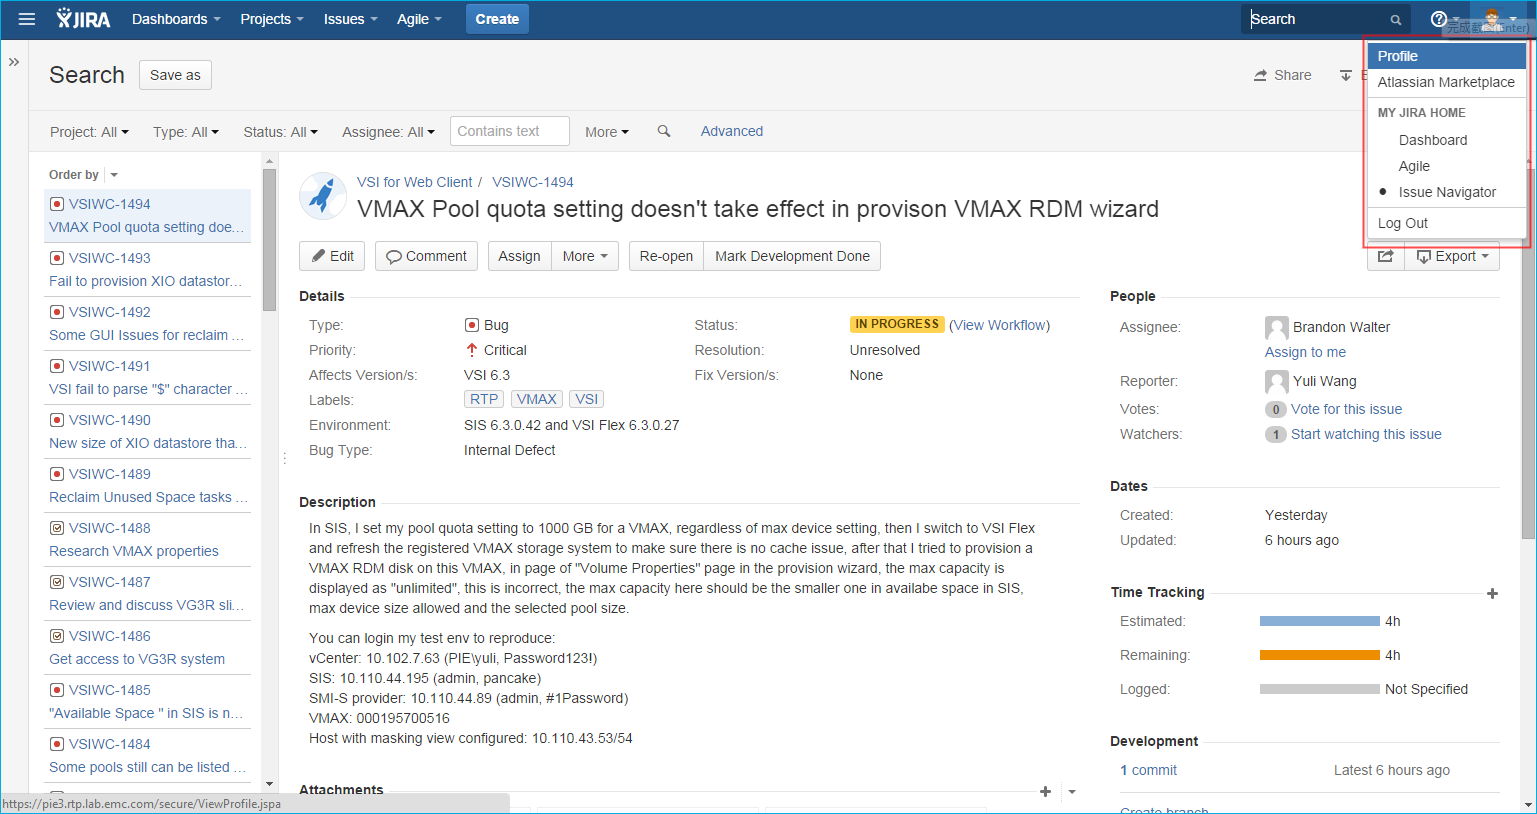 JIRA Dashboards Projects Issues Agile Create Search
完成截 (Enter)
Profile
Atlassian Marketplace
MY JIRA HOME
Dashboard
Agile
Issue Navigator
Log Out
Search Save as Share
Project: All Type: All Status: All Assignee: All Contains text More Advanced
Order by
VSIWC-1494
VMAX Pool quota setting doe...
VSIWC-1493
Fail to provision XIO datastor...
VSIWC-1492
Some GUI Issues for reclaim ...
VSIWC-1491
VSI fail to parse "$" character ...
VSIWC-1490
New size of XIO datastore tha...
VSIWC-1489
Reclaim Unused Space tasks ...
VSIWC-1488
Research VMAX properties
VSIWC-1487
Review and discuss VG3R sli...
VSIWC-1486
Get access to VG3R system
VSIWC-1485
"Available Space " in SIS is n...
VSIWC-1484
Some pools still can be listed ...
VSI for Web Client / VSIWC-1494
VMAX Pool quota setting doesn't take effect in provison VMAX RDM wizard
Edit Comment Assign More Re-open Mark Development Done Export
Details
Type: Bug
Priority: Critical
Affects Version/s: VSI 6.3
Labels: RTP VMAX VSI
Environment: SIS 6.3.0.42 and VSI Flex 6.3.0.27
Bug Type: Internal Defect
Status: IN PROGRESS (View Workflow)
Resolution: Unresolved
Fix Version/s: None
Description
In SIS, I set my pool quota setting to 1000 GB for a VMAX, regardless of max device setting, then I switch to VSI Flex
and refresh the registered VMAX storage system to make sure there is no cache issue, after that I tried to provision a
VMAX RDM disk on this VMAX, in page of "Volume Properties" page in the provision wizard, the max capacity is
displayed as "unlimited", this is incorrect, the max capacity here should be the smaller one in availabe space in SIS,
max device size allowed and the selected pool size.
You can login my test env to reproduce:
vCenter: 10.102.7.63 (PIE\yuli, Password123!)
SIS: 10.110.44.195 (admin, pancake)
SMI-S provider: 10.110.44.89 (admin, #1Password)
VMAX: 000195700516
Host with masking view configured: 10.110.43.53/54
Attachments
People
Assignee: Brandon Walter
Assign to me
Reporter: Yuli Wang
Votes: 0 Vote for this issue
Watchers: 1 Start watching this issue
Dates
Created: Yesterday
Updated: 6 hours ago
Time Tracking
Estimated: 4h
Remaining: 4h
Logged: Not Specified
Development
1 commit Latest 6 hours ago
Create branch
https://pie3.rtp.lab.emc.com/secure/ViewProfile.jspa